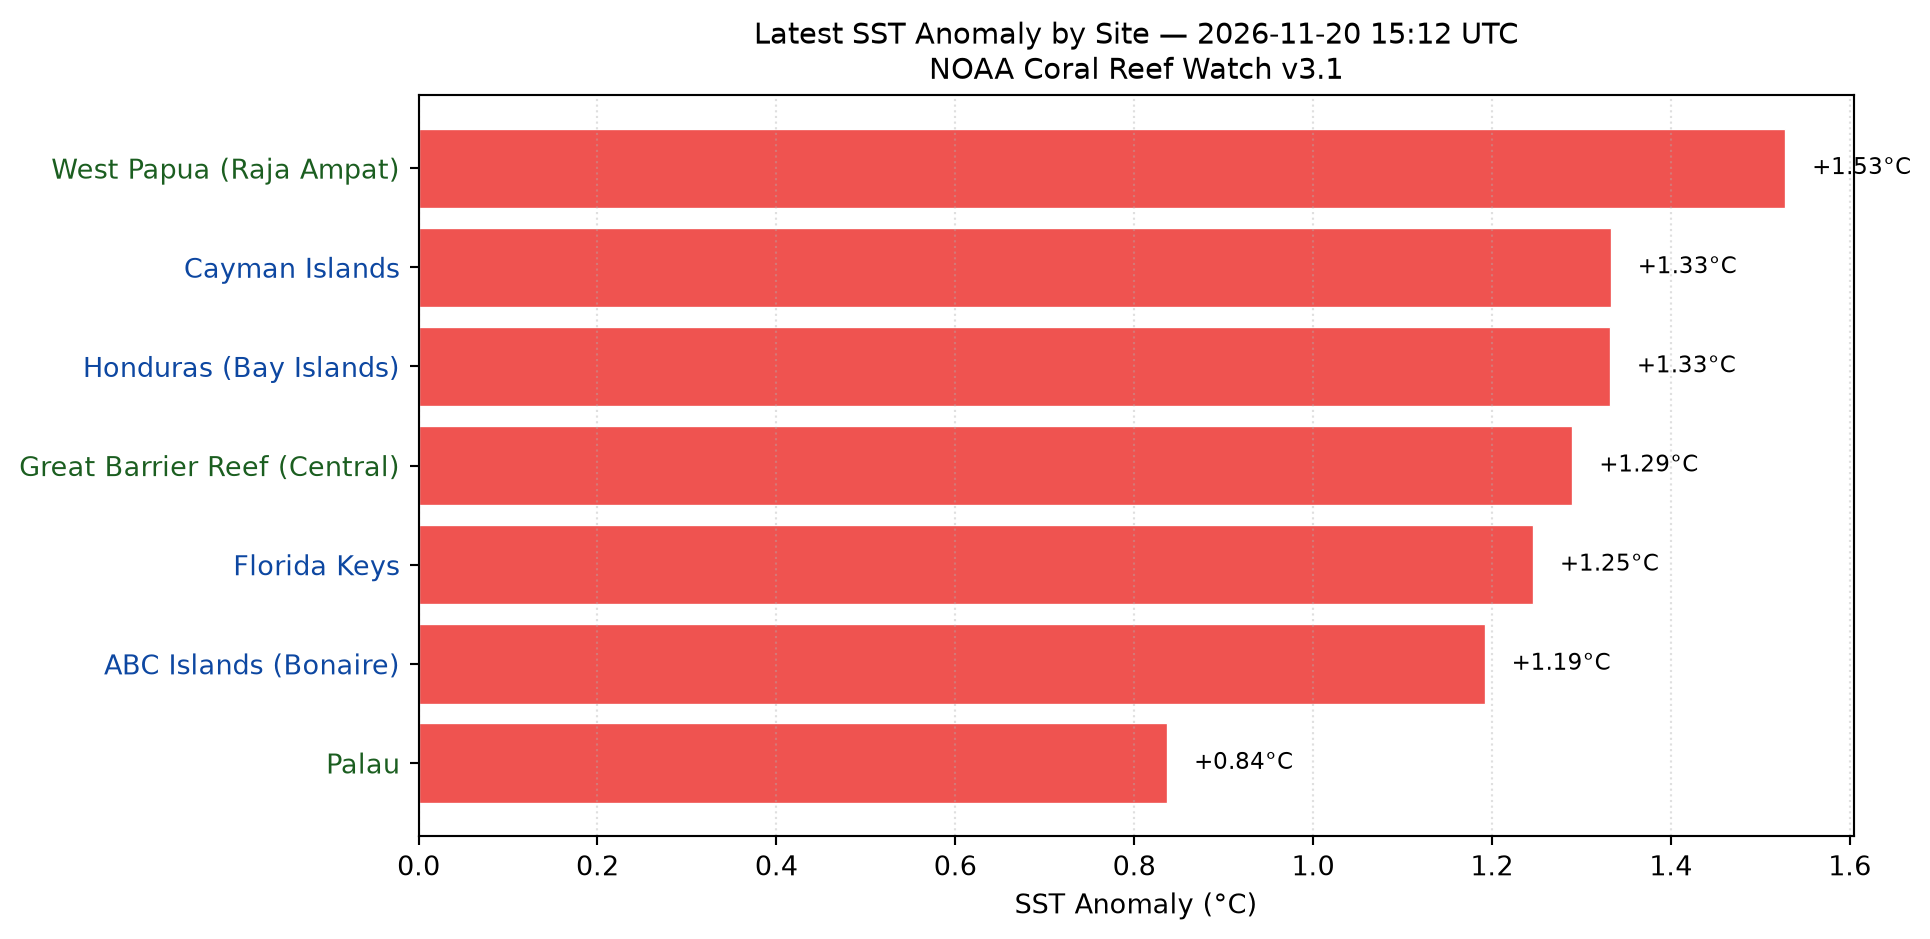 Latest SST Anomaly by Site — 2026-11-20 15:12 UTC
NOAA Coral Reef Watch v3.1
West Papua (Raja Ampat)
+1.53°C
Cayman Islands
+1.33°C
Honduras (Bay Islands)
+1.33°C
Great Barrier Reef (Central)
+1.29°C
Florida Keys
+1.25°C
ABC Islands (Bonaire)
+1.19°C
Palau
+0.84°C
0.0 0.2 0.4 0.6 0.8 1.0 1.2 1.4 1.6
SST Anomaly (°C)